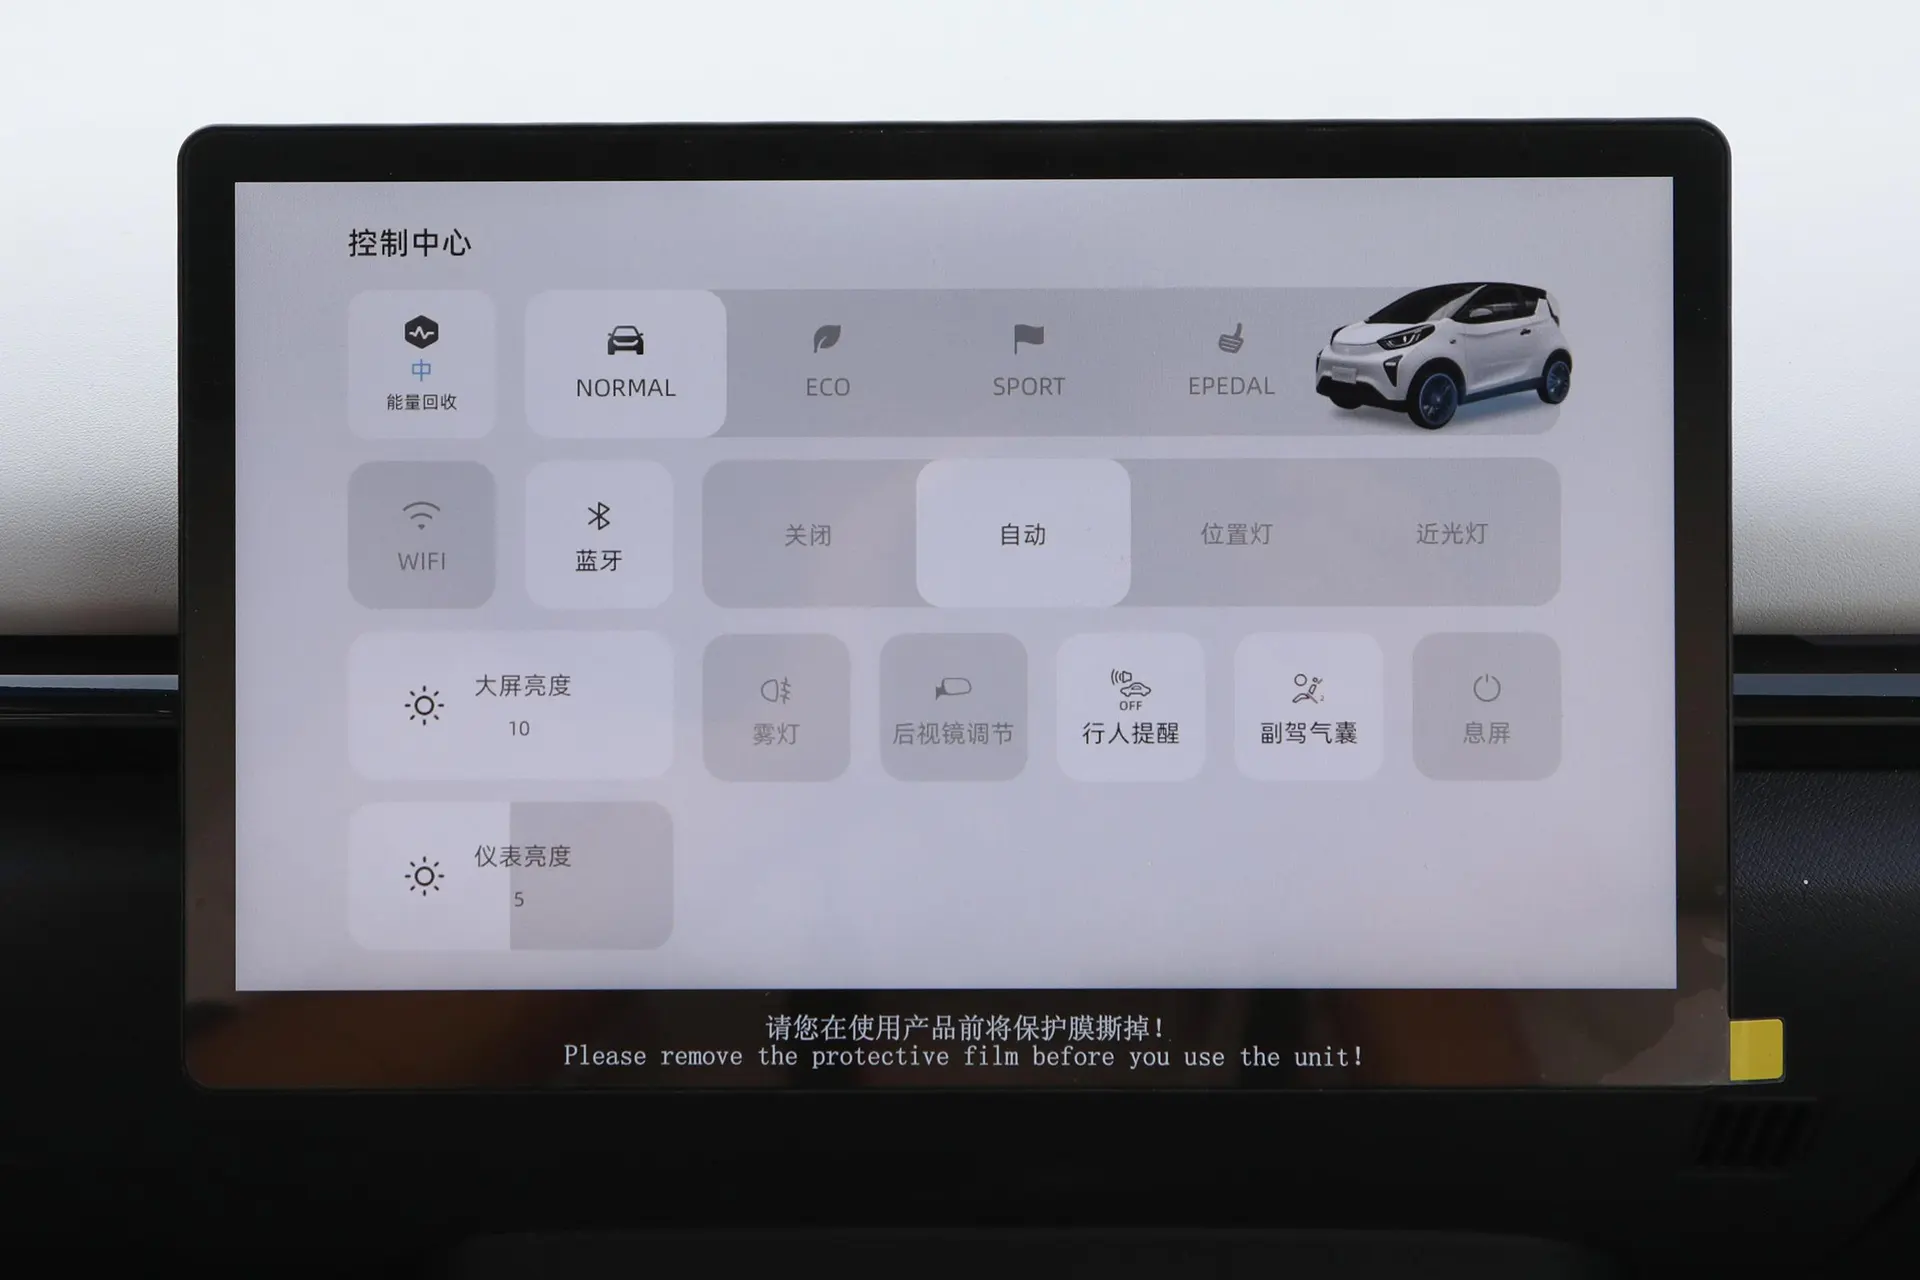 控制中心
中
能量回收
NORMAL
ECO
SPORT
EPEDAL
WIFI
蓝牙
关闭
自动
位置灯
近光灯
大屏亮度
10
雾灯
后视镜调节
OFF
行人提醒
2
副驾气囊
息屏
仪表亮度
5
请您在使用产品前将保护膜撕掉！
Please remove the protective film before you use the unit!